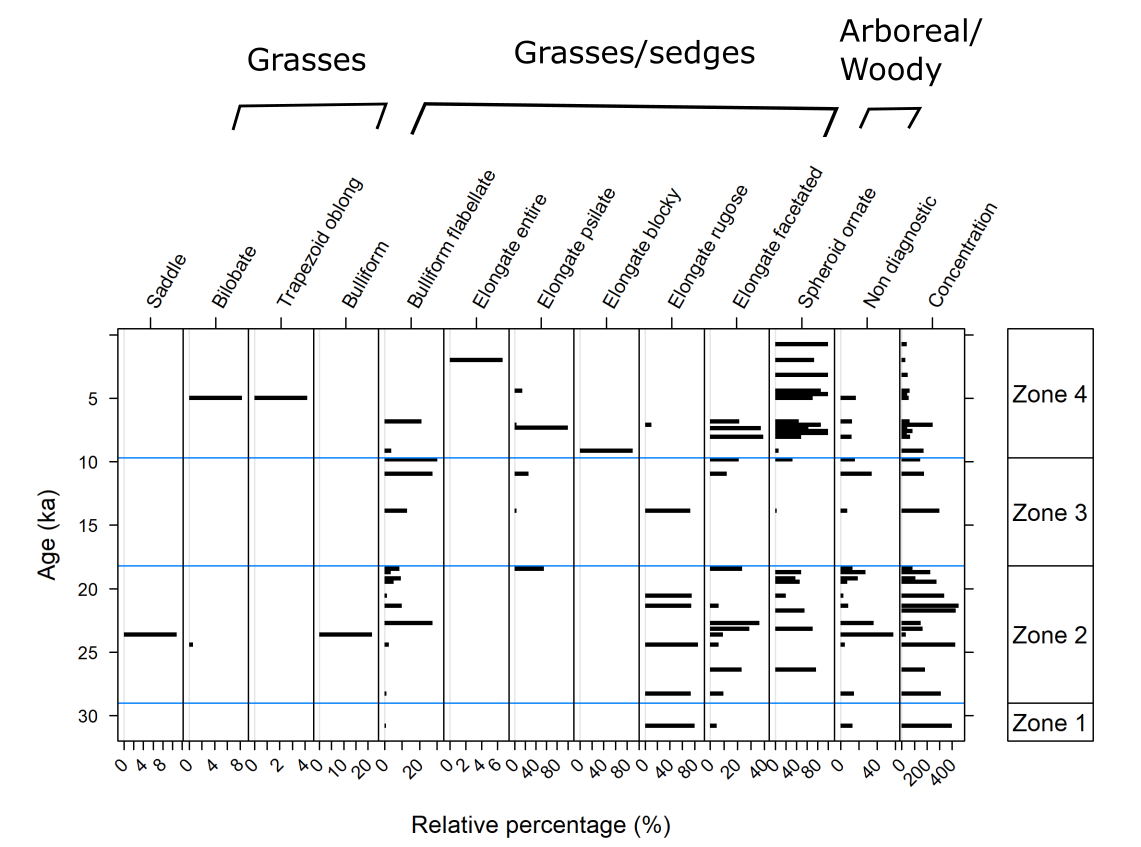 Grasses
Grasses/sedges
Arboreal/
Woody
Saddle
Bilobate
Trapezoid oblong
Bulliform
Bulliform flabellate
Elongate entire
Elongate psilate
Elongate blocky
Elongate rugose
Elongate facetated
Spheroid ornate
Non diagnostic
Concentration
Age (ka)
5
10
15
20
25
30
Zone 4
Zone 3
Zone 2
Zone 1
0 4 8 0 4 8 0 2 4 0 10 20 0 20 0 2 4 6 0 40 80 0 40 80 0 40 80 0 20 40 0 40 80 0 40 0 200 400
Relative percentage (%)